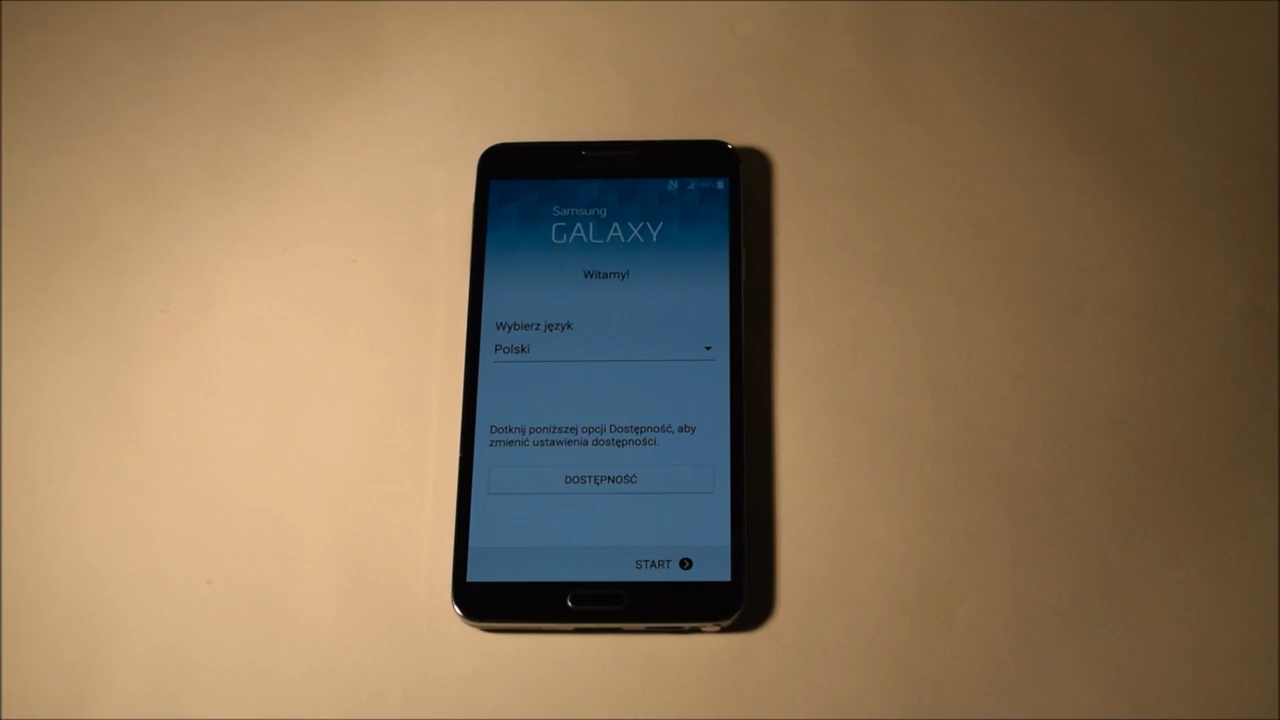 Samsung
GALAXY
Witamy!
Wybierz język
Polski
Dotknij poniższej opcji Dostępność, aby
zmienić ustawienia dostępności.
DOSTĘPNOŚĆ
START